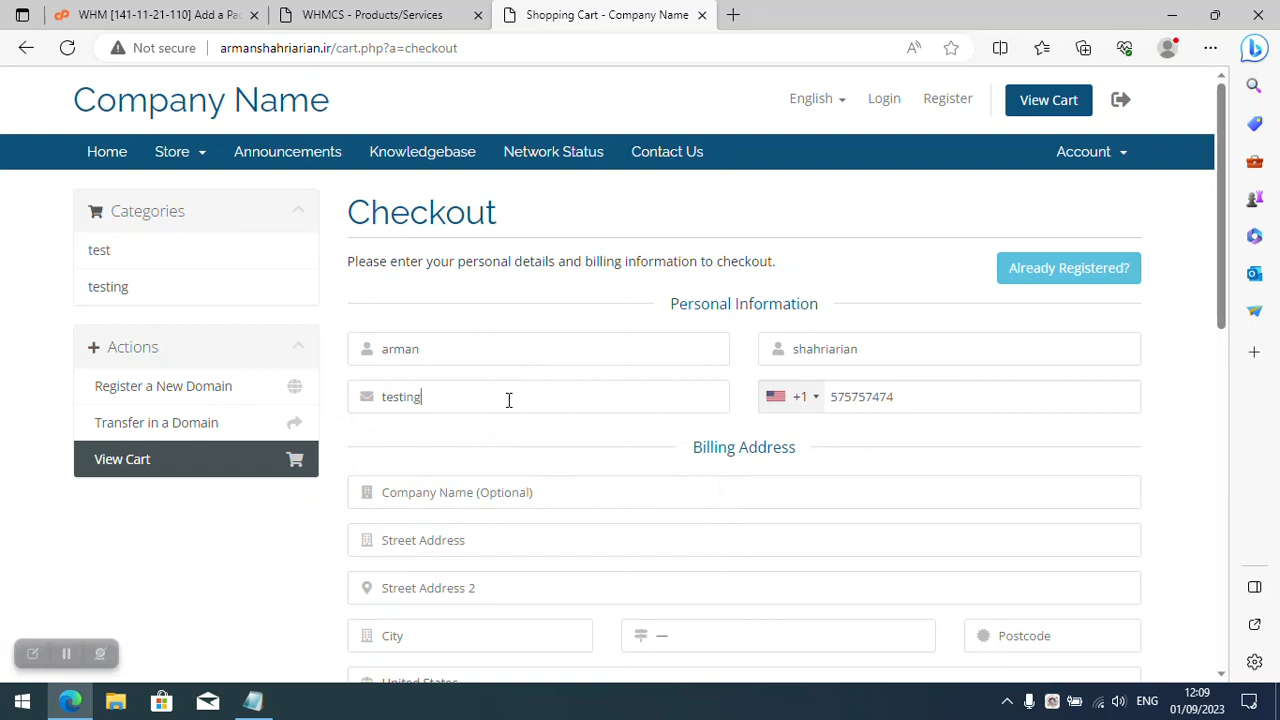 WHM [141-11-21-110] Add a Pa
WHMCS - Products/Services
Shopping Cart - Company Name
Not secure
armanshahriarian.ir/cart.php?a=checkout
Company Name
English
Login
Register
View Cart
Home
Store
Announcements
Knowledgebase
Network Status
Contact Us
Account
Categories
test
testing
Actions
Register a New Domain
Transfer in a Domain
View Cart
Checkout
Please enter your personal details and billing information to checkout.
Already Registered?
Personal Information
arman
shahriarian
testing
+1
575757474
Billing Address
Company Name (Optional)
Street Address
Street Address 2
City
—
Postcode
United States
ENG
12:09
01/09/2023